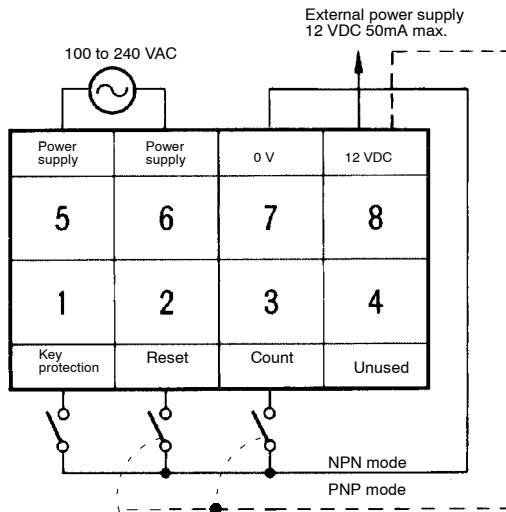 External power supply
12 VDC 50mA max.
100 to 240 VAC
Power supply
Power supply
0 V
12 VDC
5
6
7
8
1
2
3
4
Key protection
Reset
Count
Unused
NPN mode
PNP mode